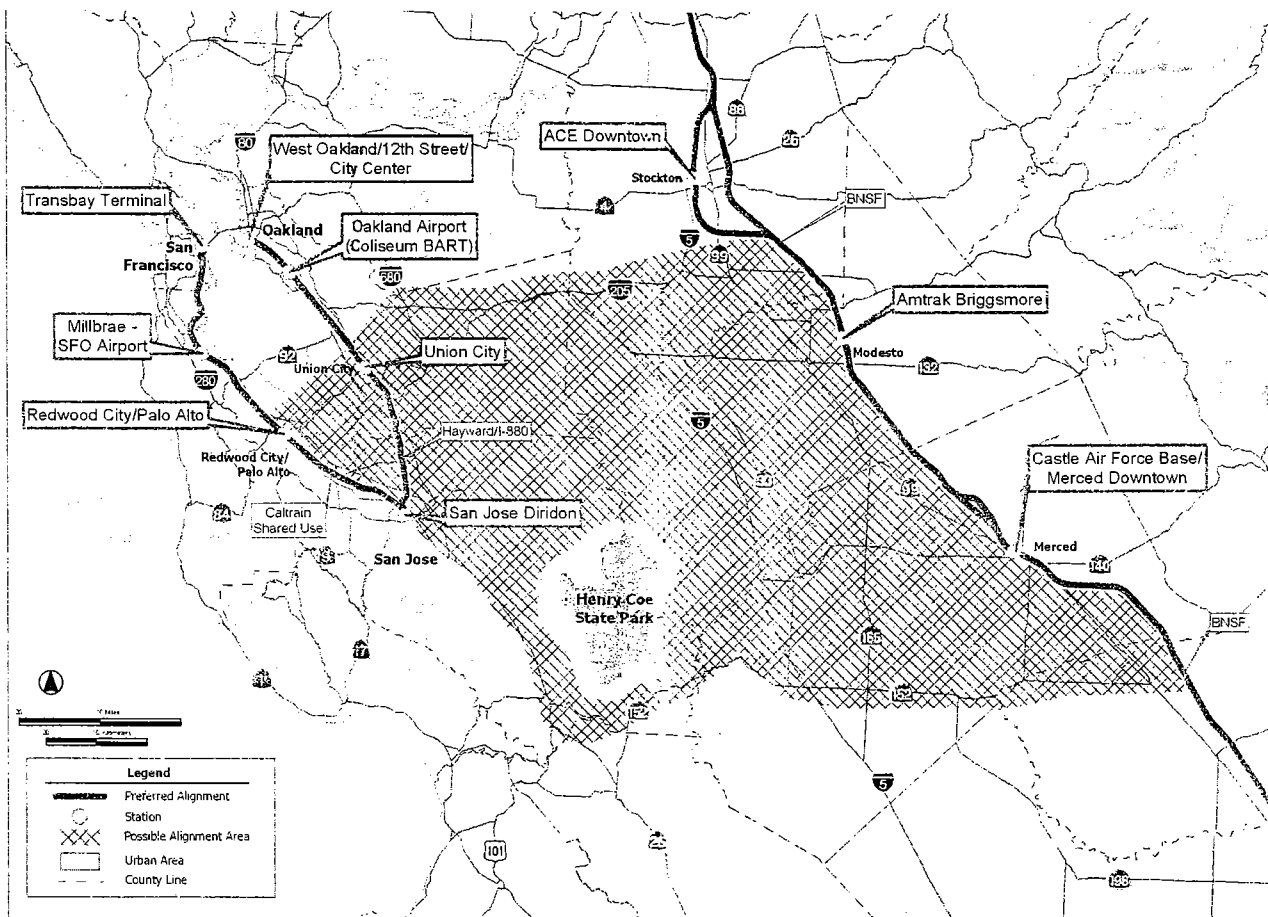 88
ACE Downtown
26
80
West Oakland/12th Street/
City Center
Stockton
BNSF
Transbay Terminal
4
Oakland
Oakland Airport
(Coliseum BART)
San
Francisco
5
99
580
205
Amtrak Briggsmore
Millbrae -
SFO Airport
92
Union City
Union City
Modesto
132
280
Redwood City/Palo Alto
5
Hayward/I-880
Redwood City/
Palo Alto
Castle Air Force Base/
Merced Downtown
99
84
Caltrain
Shared Use
San Jose Diridon
San Jose
Merced
140
Henry Coe
State Park
BNSF
165
17
1
152
152
5
Legend
Preferred Alignment
Station
Possible Alignment Area
Urban Area
County Line
101
25
198